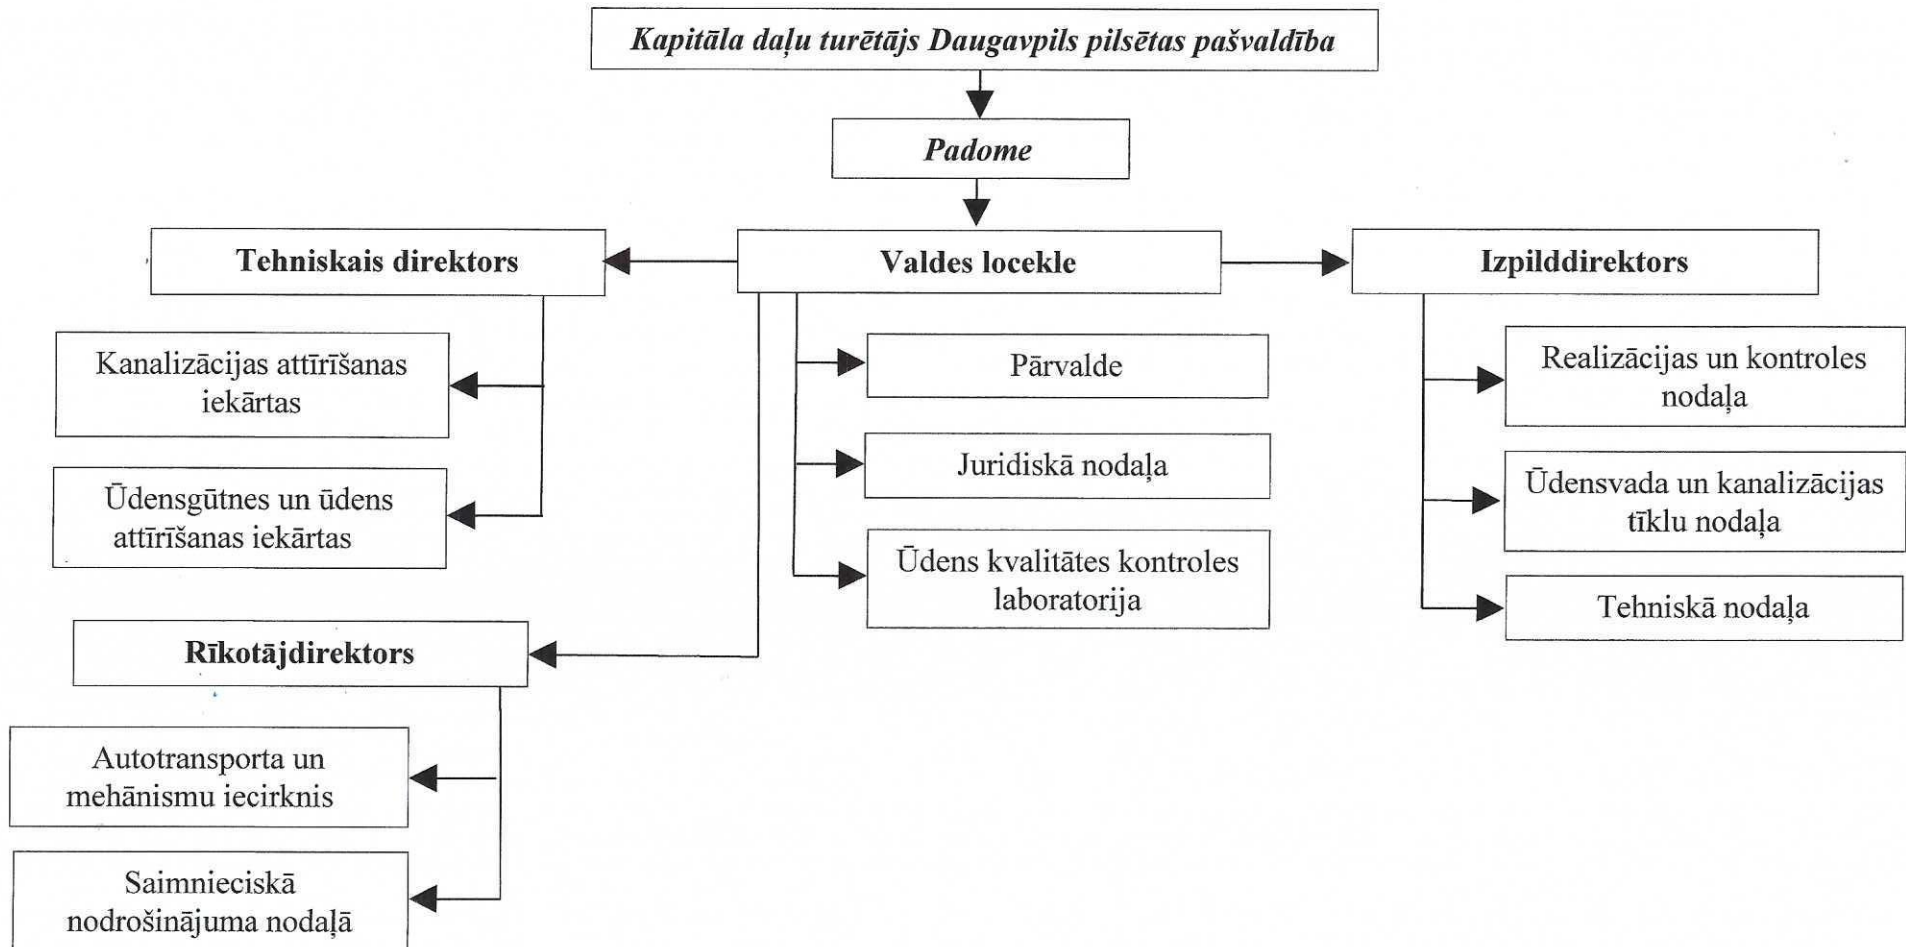 Kapitāla daļu turētājs Daugavpils pilsētas pašvaldība
Padome
Tehniskais direktors
Valdes locekle
Izpilddirektors
Kanalizācijas attīrīšanas
iekārtas
Ūdensgūtnes un ūdens
attīrīšanas iekārtas
Pārvalde
Juridiskā nodaļa
Ūdens kvalitātes kontroles
laboratorija
Realizācijas un kontroles
nodaļa
Ūdensvada un kanalizācijas
tīklu nodaļa
Tehniskā nodaļa
Rīkotājdirektors
Autotransporta un
mehānismu iecirknis
Saimnieciskā
nodrošinājuma nodaļā